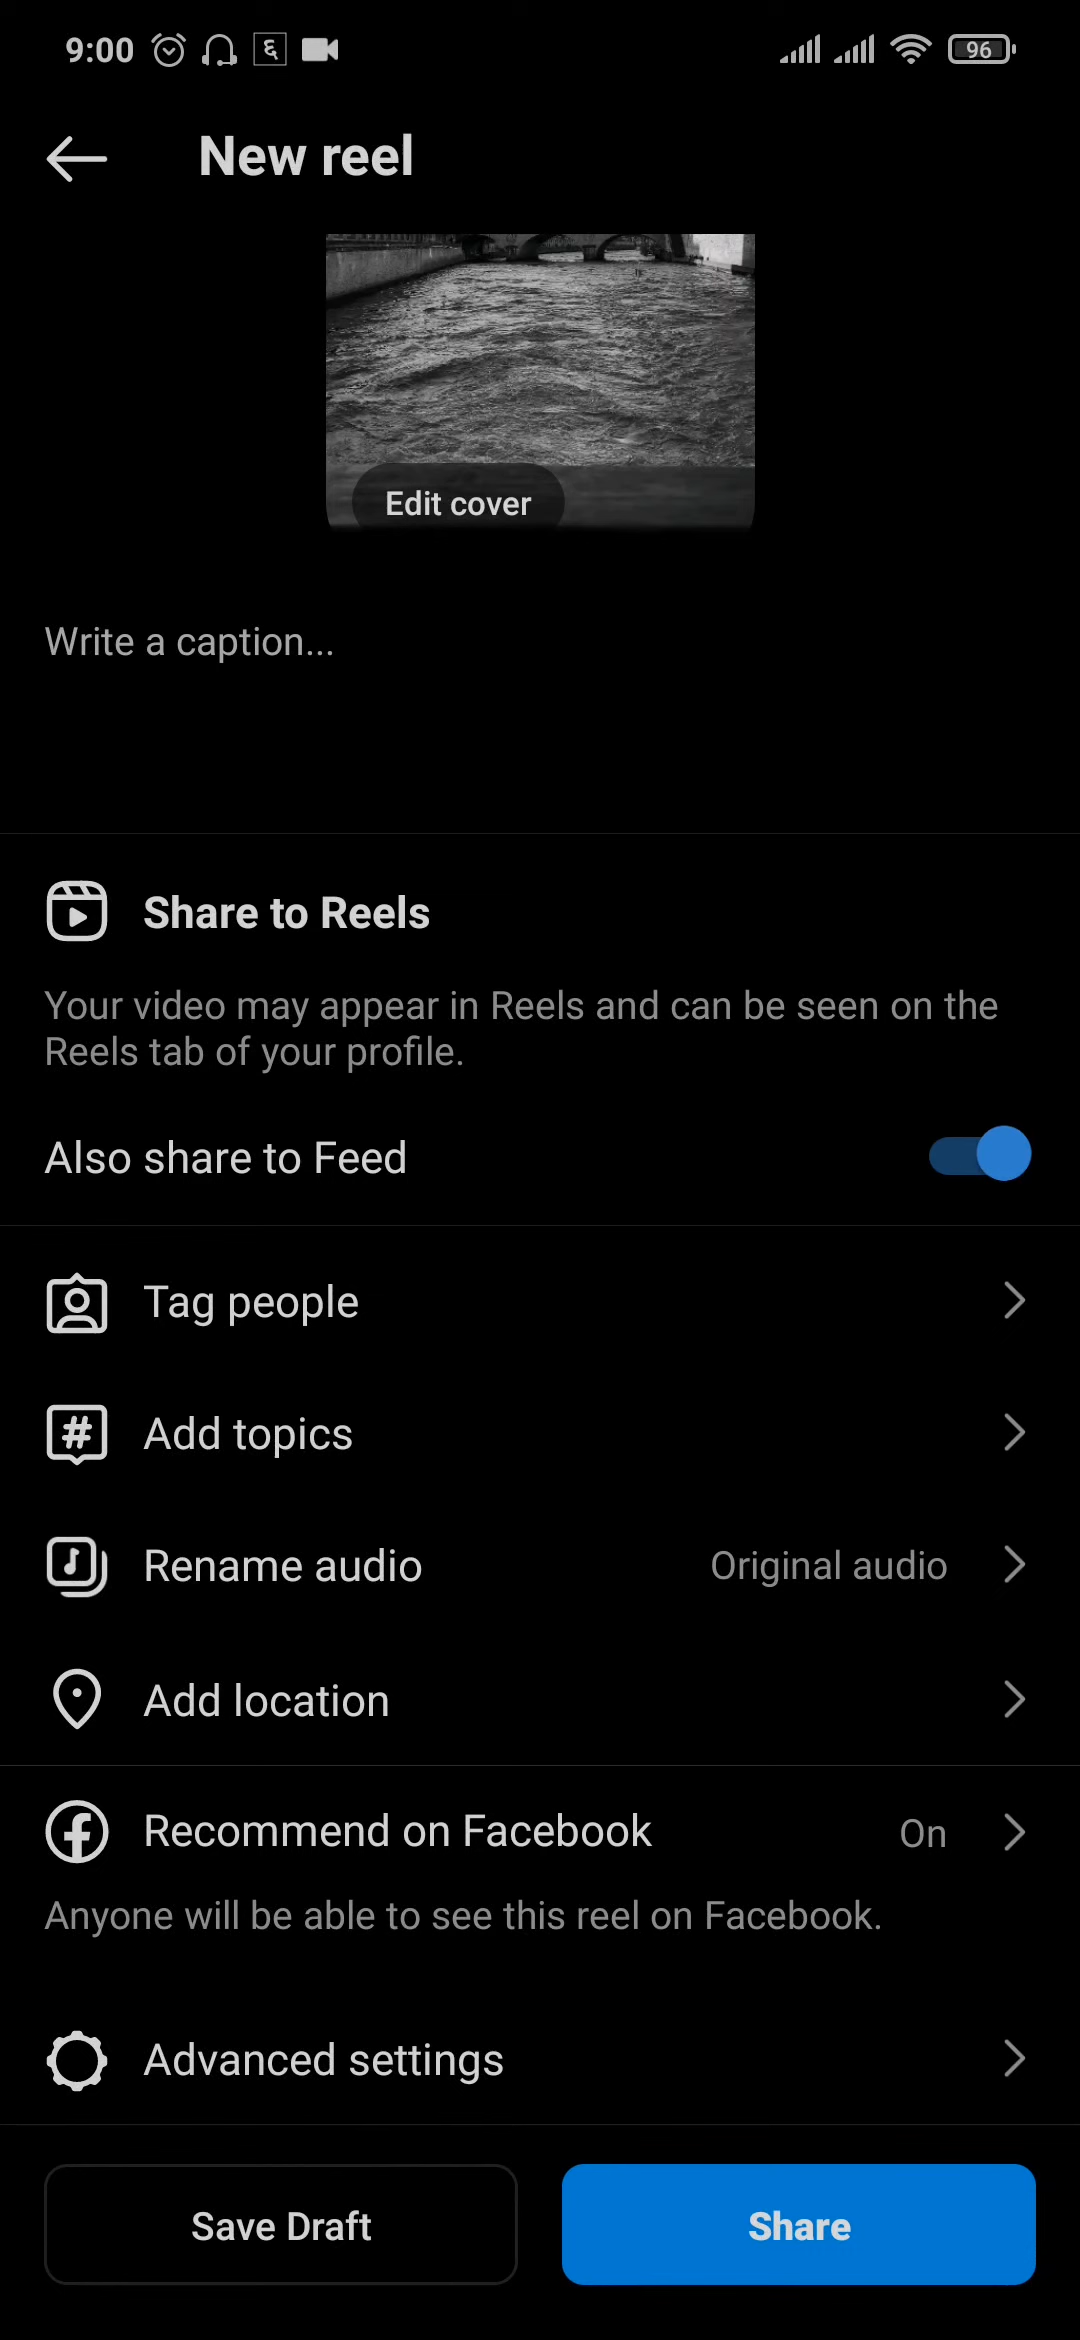 9:00 ६ 96
New reel
Edit cover
Write a caption...
Share to Reels
Your video may appear in Reels and can be seen on the
Reels tab of your profile.
Also share to Feed
Tag people
# Add topics
Rename audio Original audio
Add location
Recommend on Facebook On
Anyone will be able to see this reel on Facebook.
Advanced settings
Save Draft Share